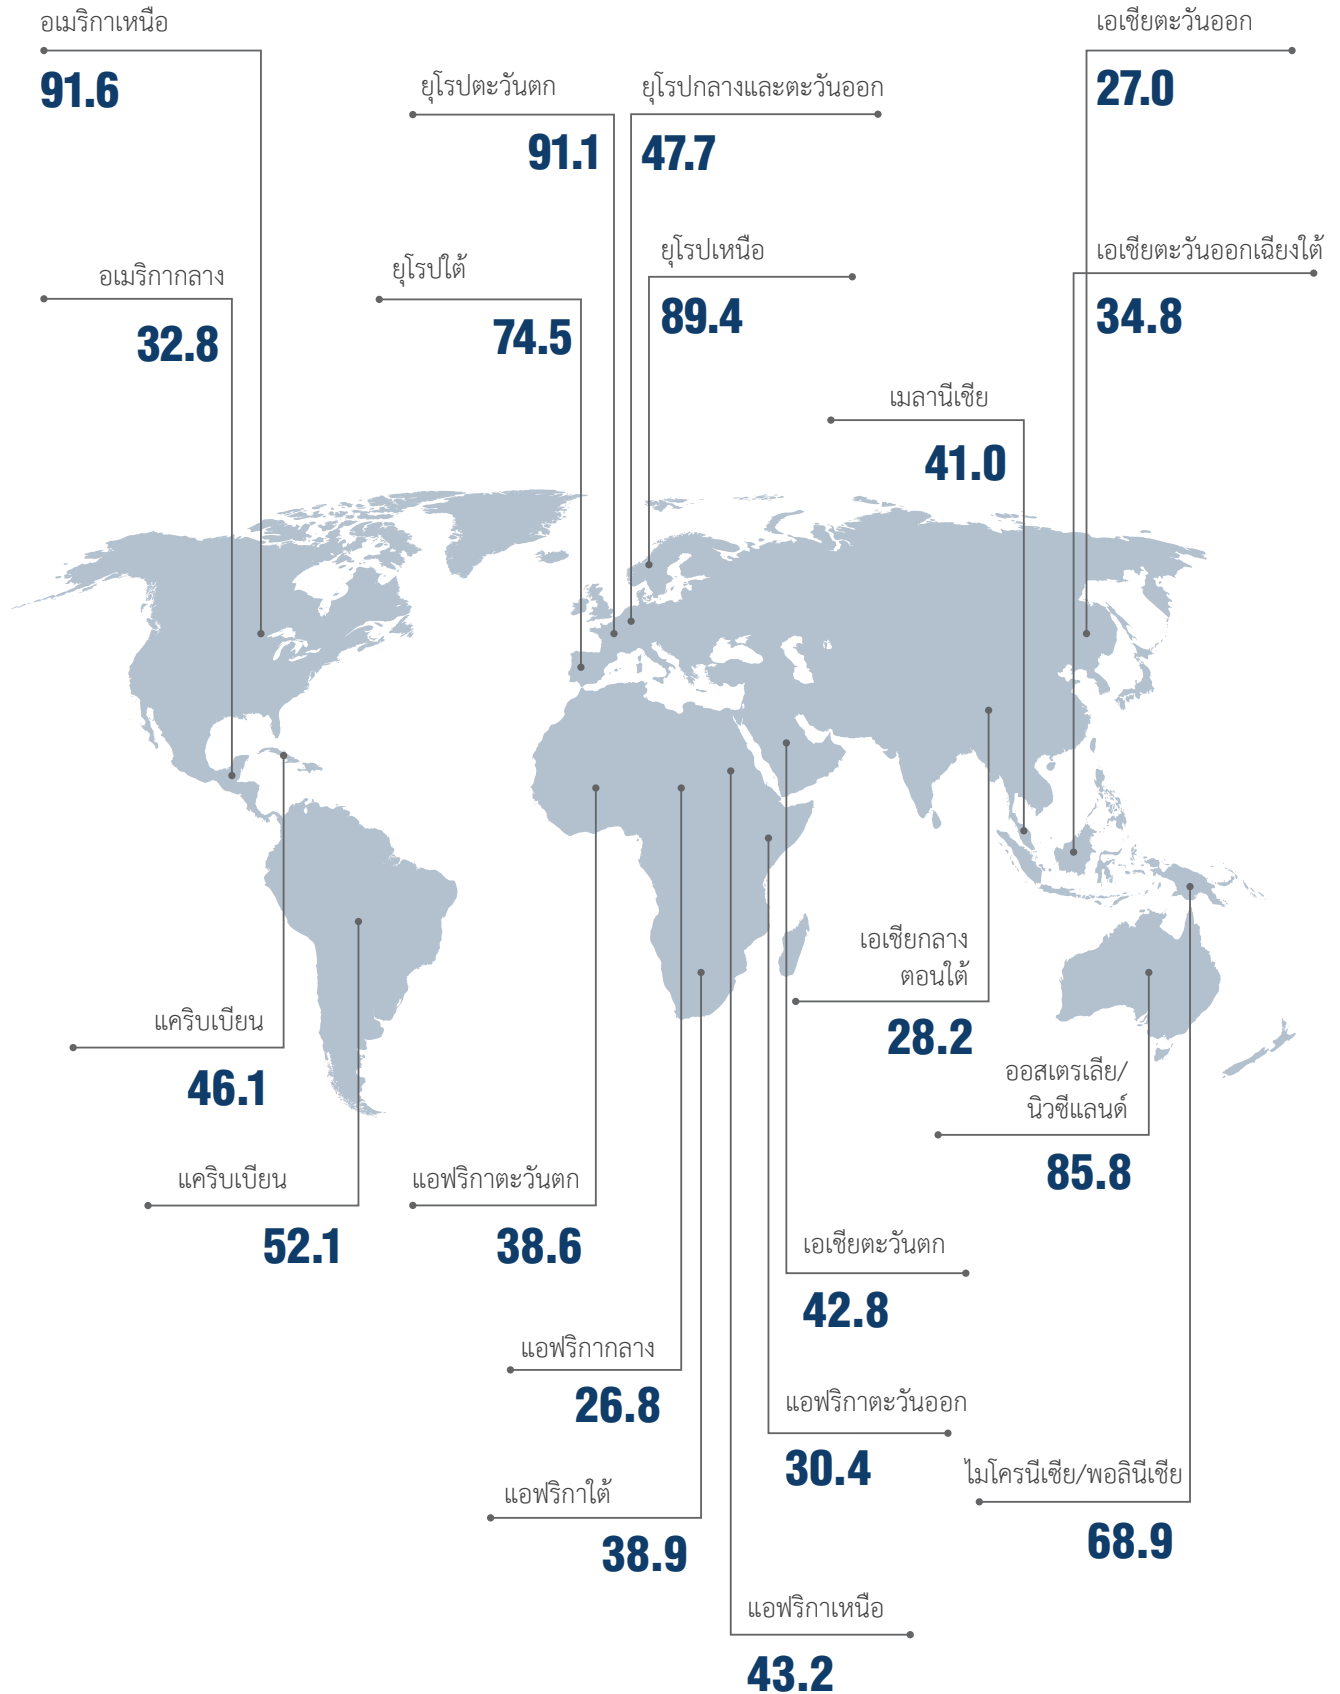 อเมริกาเหนือ
91.6
เอเชียตะวันออก
27.0
ยุโรปตะวันตก
91.1
ยุโรปกลางและตะวันออก
47.7
อเมริกากลาง
32.8
ยุโรปใต้
74.5
ยุโรปเหนือ
89.4
เอเชียตะวันออกเฉียงใต้
34.8
เมลานีเชีย
41.0
เอเชียกลาง
ตอนใต้
28.2
แคริบเบียน
46.1
ออสเตรเลีย/
นิวซีแลนด์
85.8
แคริบเบียน
52.1
แอฟริกาตะวันตก
38.6
เอเชียตะวันตก
42.8
แอฟริกากลาง
26.8
แอฟริกาตะวันออก
30.4
ไมโครนีเซีย/พอลินีเชีย
68.9
แอฟริกาใต้
38.9
แอฟริกาเหนือ
43.2